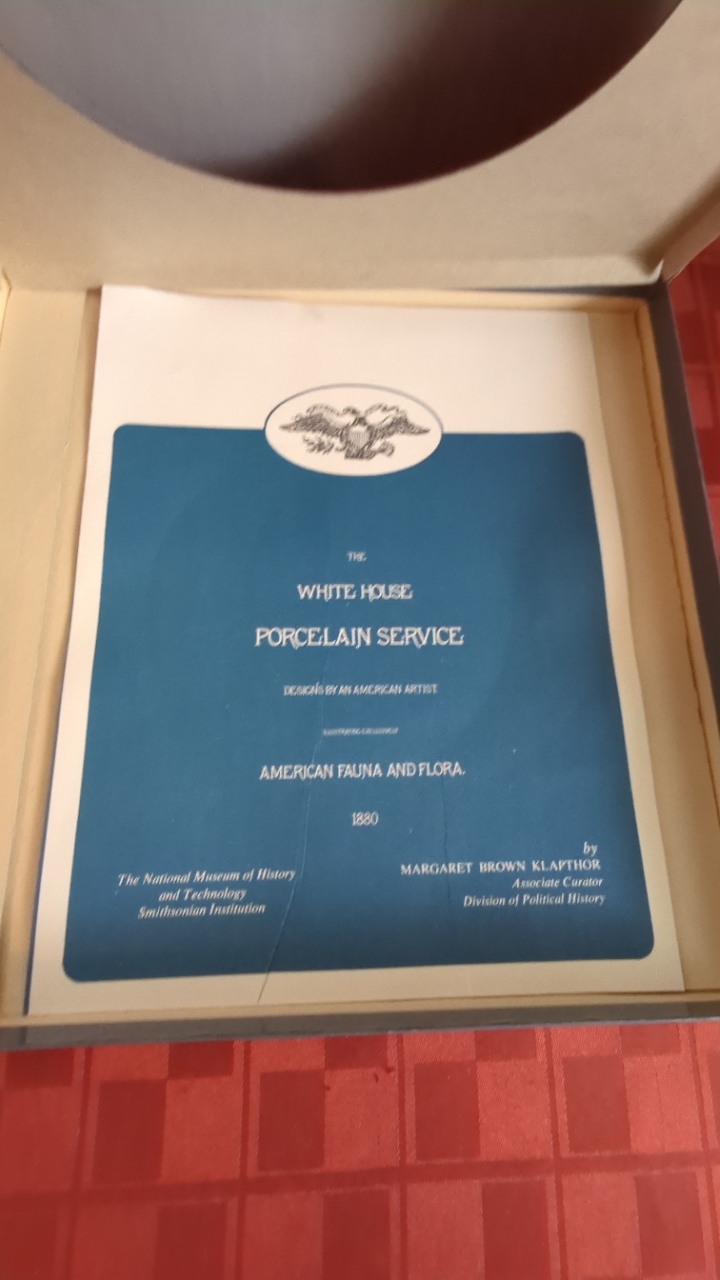 THE
WHITE HOUSE
PORCELAIN SERVICE
DESIGNS BY AN AMERICAN ARTIST
AMERICAN FAUNA AND FLORA.
1880
The National Museum of History
and Technology
Smithsonian Institution
by
MARGARET BROWN KLAPTHOR
Associate Curator
Division of Political History